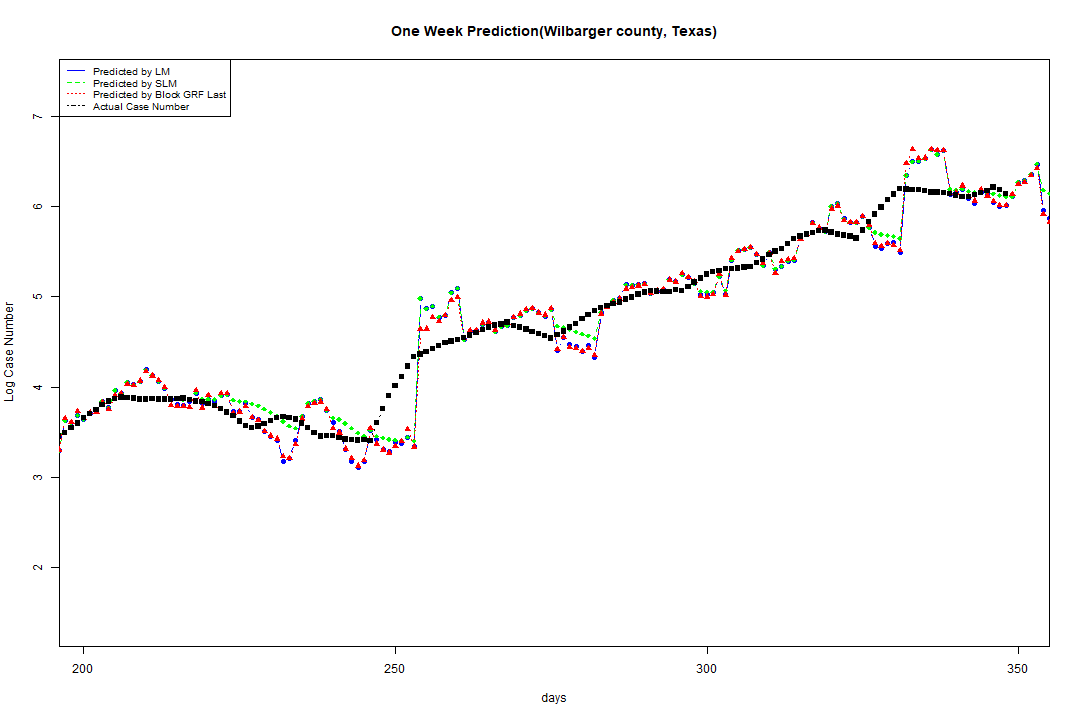 One Week Prediction(Wilbarger county, Texas)
Predicted by LM
Predicted by SLM
Predicted by Block GRF Last
Actual Case Number
Log Case Number
7
6
5
4
3
2
200 250 300 350
days